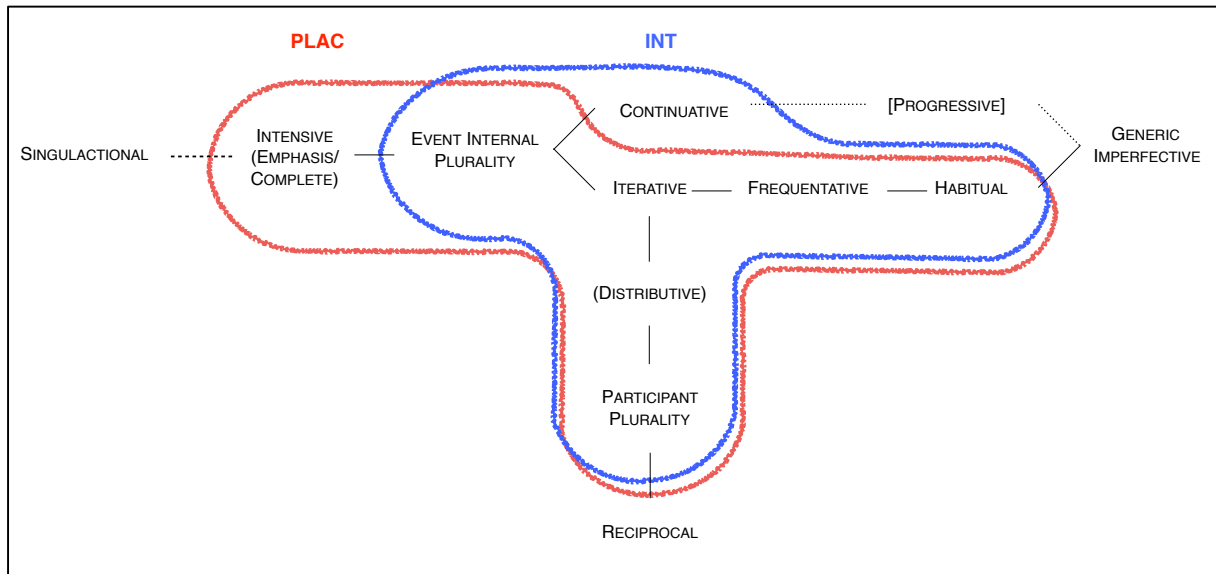 PLAC
INT
CONTINUATIVE
[PROGRESSIVE]
SINGULACTIONAL
INTENSIVE
(EMPHASIS/
COMPLETE)
EVENT INTERNAL
PLURALITY
GENERIC
IMPERFECTIVE
ITERATIVE
FREQUENTATIVE
HABITUAL
(DISTRIBUTIVE)
PARTICIPANT
PLURALITY
RECIPROCAL